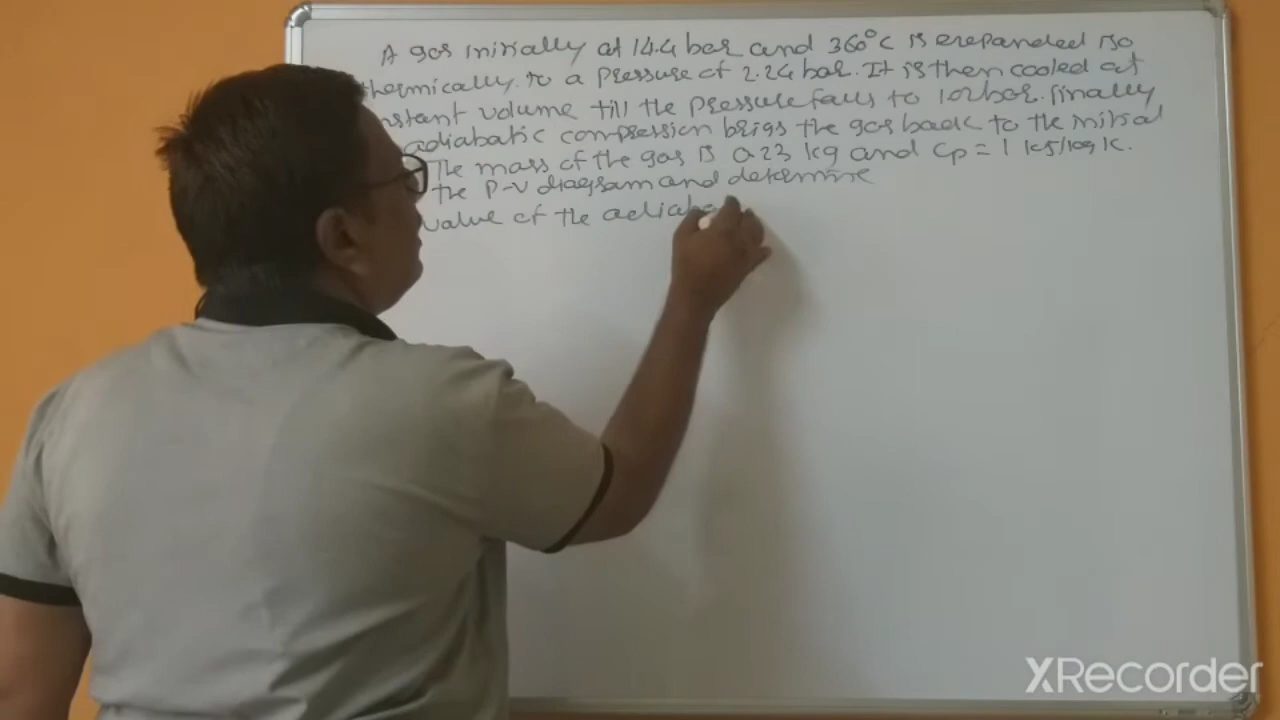 A gas initially at 14.4 bar and 360°C is expanded iso
thermically to a pressure of 2.24 bar. It is then cooled at
nstant volume till the pressure falls to 1.02 bar. Finally
adiabatic compression brigs the gas back to the initial
The mass of the gas is 0.23 kg and Cp = 1 kJ/kg K.
the P-V diagram and determine
value of the adiaba
XRecorder